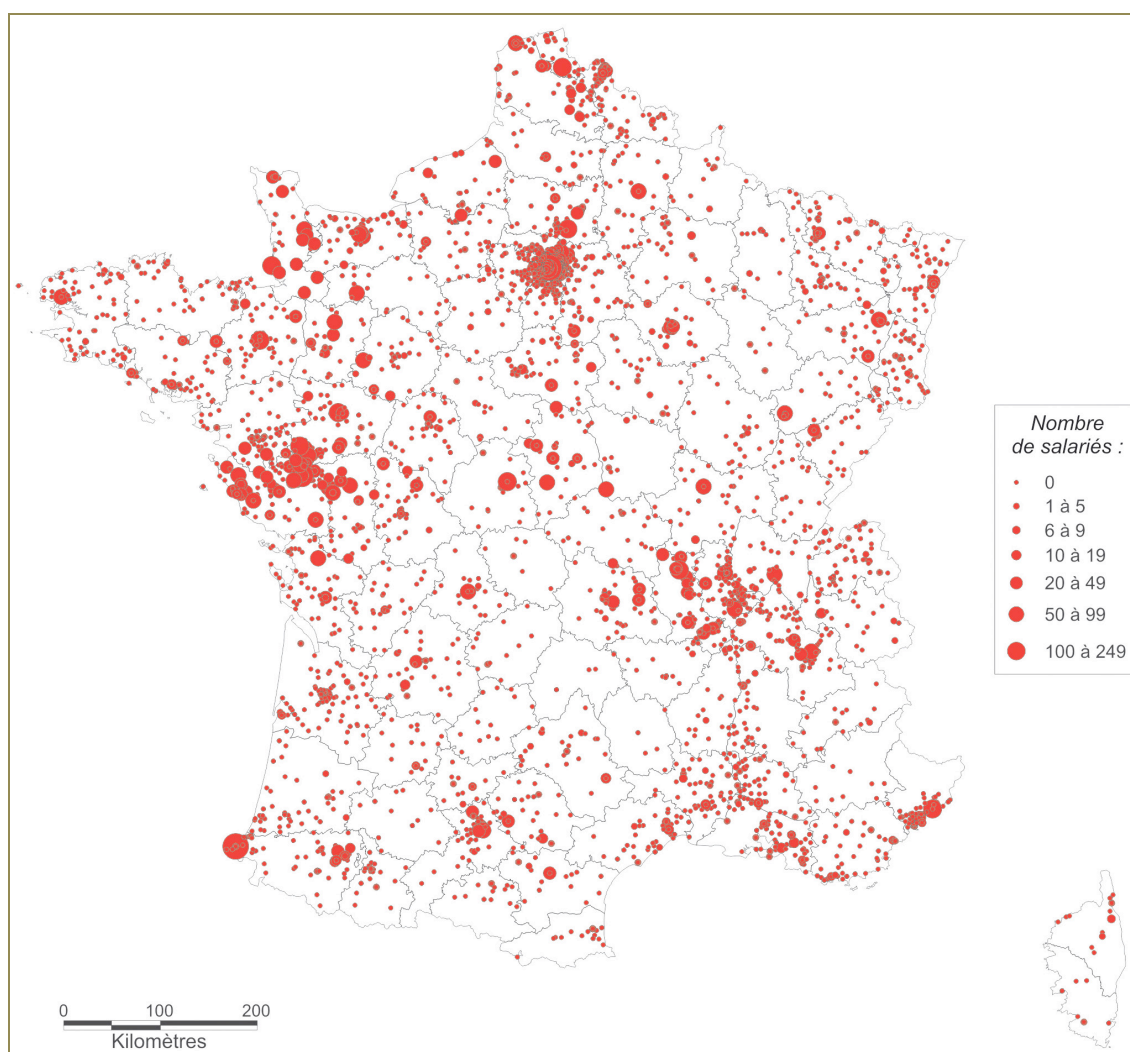 Nombre
de salariés :
0
1 à 5
6 à 9
10 à 19
20 à 49
50 à 99
100 à 249
0 100 200
Kilomètres